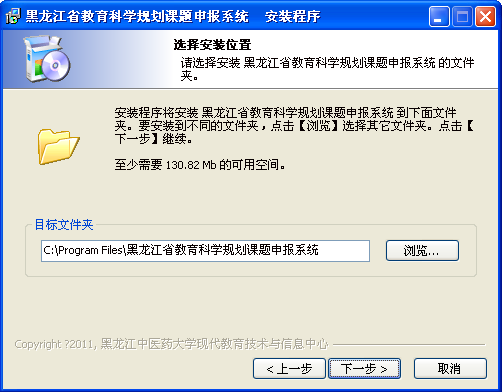 黑龙江省教育科学规划课题申报系统 安装程序
选择安装位置
请选择安装 黑龙江省教育科学规划课题申报系统 的文件
夹。
安装程序将安装 黑龙江省教育科学规划课题申报系统 到下面文件
夹。要安装到不同的文件夹，点击【浏览】选择其它文件夹。点击【
下一步】继续。
至少需要 130.82 Mb 的可用空间。
目标文件夹
C:\Program Files\黑龙江省教育科学规划课题申报系统
浏览...
Copyright ?2011, 黑龙江中医药大学现代教育技术与信息中心
< 上一步
下一步 >
取消